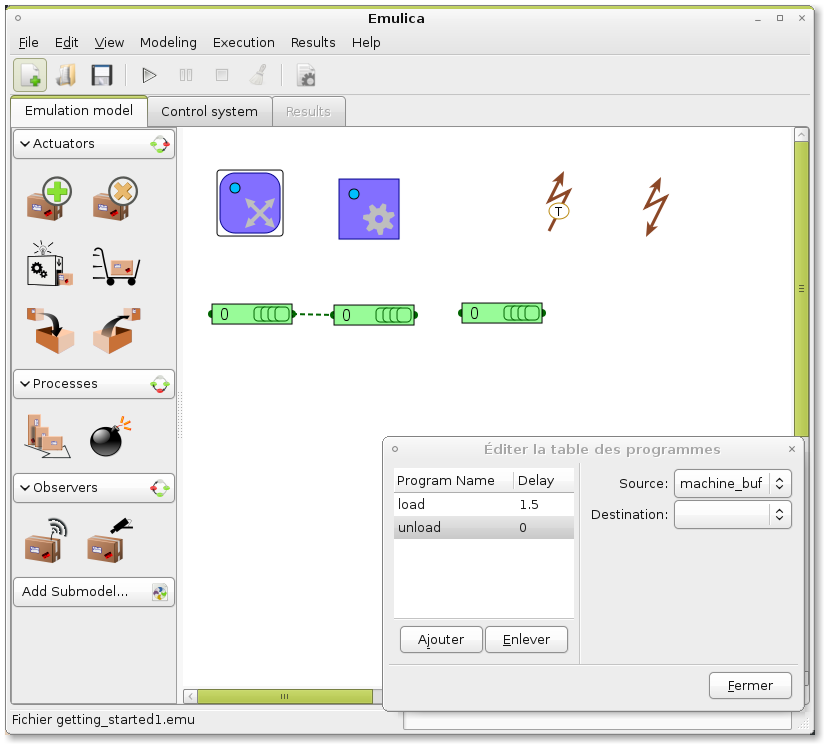 Emulica
File Edit View Modeling Execution Results Help
Emulation model Control system Results
Actuators
T
0 0 0
Processes
Observers
Add Submodel...
Éditer la table des programmes
Program Name Delay
load 1.5
unload 0
Source: machine_buf
Destination:
Ajouter Enlever
Fermer
Fichier getting_started1.emu